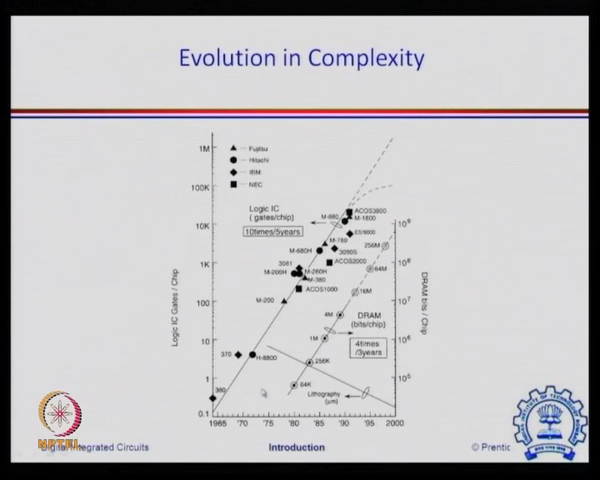 Evolution in Complexity
Fujitsu
Hitachi
IBM
NEC
1M
100K
10K
1K
100
10
1
0.1
Logic IC Gates / Chip
Logic IC
( gates/chip)
10times/5years
M-880
ACOS3800
M-1800
ES/9000
M-780
3090S
M-680H
ACOS2000
3081
M-200H
M-280H
M-380
ACOS1000
M-200
370
H-8800
360
10⁹
10⁸
10⁷
10⁶
10⁵
DRAM bits / Chip
256M
64M
16M
4M
1M
256K
64K
DRAM
(bits/chip)
4times
/3years
Lithography
(μm)
1965 '70 '75 '80 '85 '90 '95 2000
NPTEL
Digital Integrated Circuits
Introduction
© Prentic